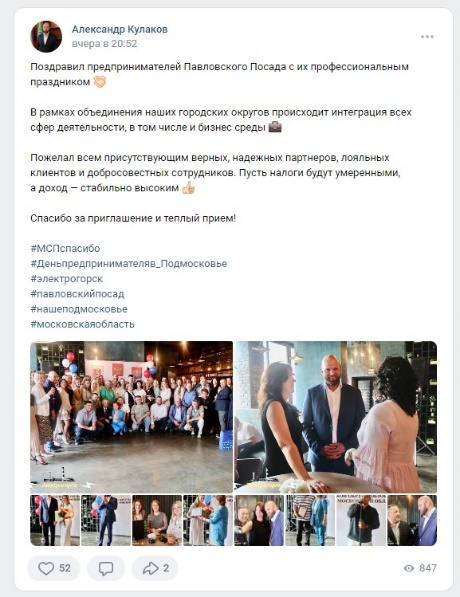 Александр Кулаков
вчера в 20:52
Поздравил предпринимателей Павловского Посада с их профессиональным
праздником
В рамках объединения наших городских округов происходит интеграция всех
сфер деятельности, в том числе и бизнес среды
Пожелал всем присутствующим верных, надежных партнеров, лояльных
клиентов и добросовестных сотрудников. Пусть налоги будут умеренными,
а доход — стабильно высоким
Спасибо за приглашение и теплый прием!
#МСПспасибо
#Деньпредпринимателяв_Подмосковье
#электрогорск
#павловскийпосад
#нашеподмосковье
#московскаяобласть
52
2
847